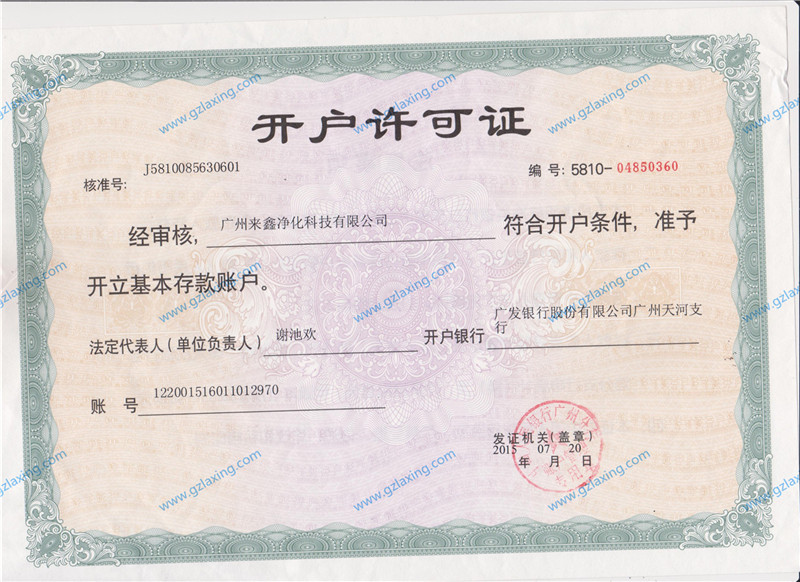 开户许可证
核准号: J5810085630601
编号: 5810-04850360
经审核, 广州来鑫净化科技有限公司 符合开户条件, 准予
开立基本存款账户。
法定代表人(单位负责人) 谢池欢 开户银行 广发银行股份有限公司广州天河支
行
账 号 122001516011012970
发证机关(盖章)
2015 07 20
年 月 日
www.gzlaxing.com